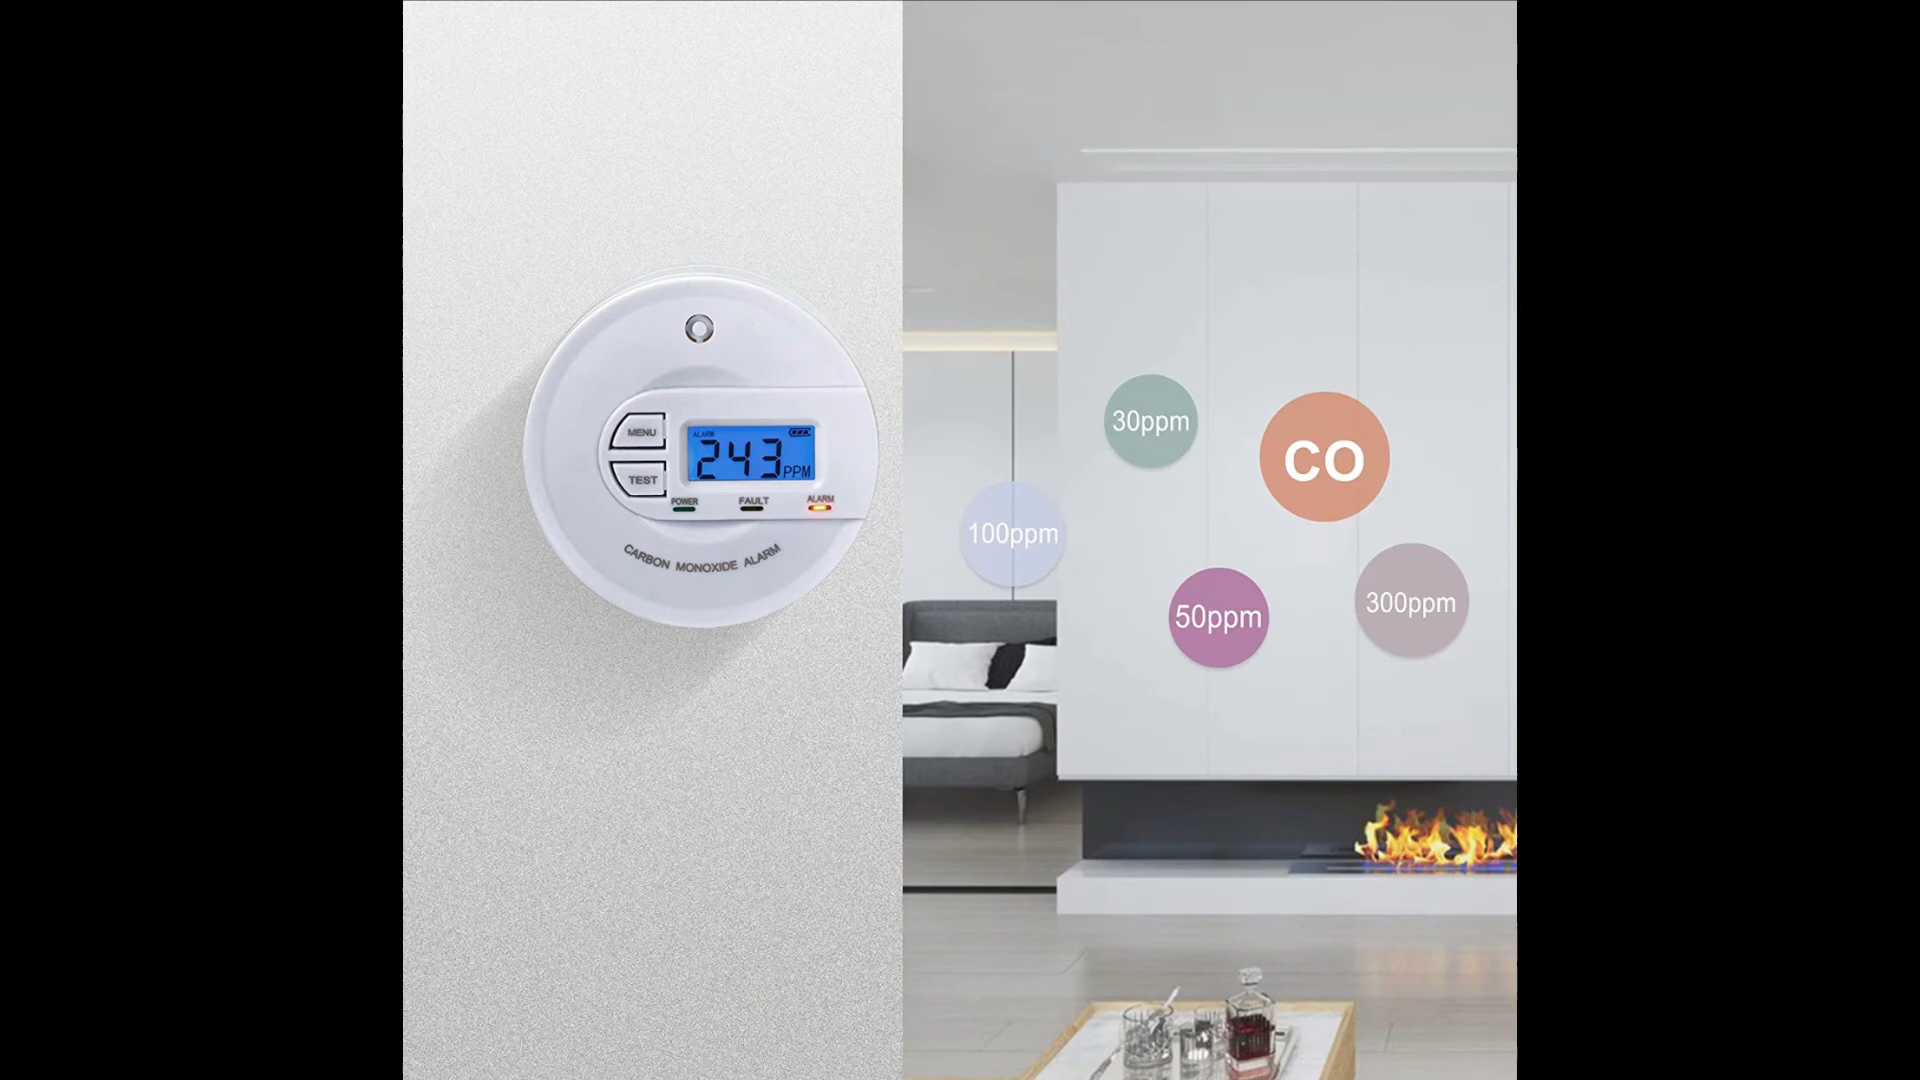 MENU
TEST
ALARM
243 PPM
POWER FAULT ALARM
CARBON MONOXIDE ALARM
30ppm
CO
100ppm
50ppm
300ppm